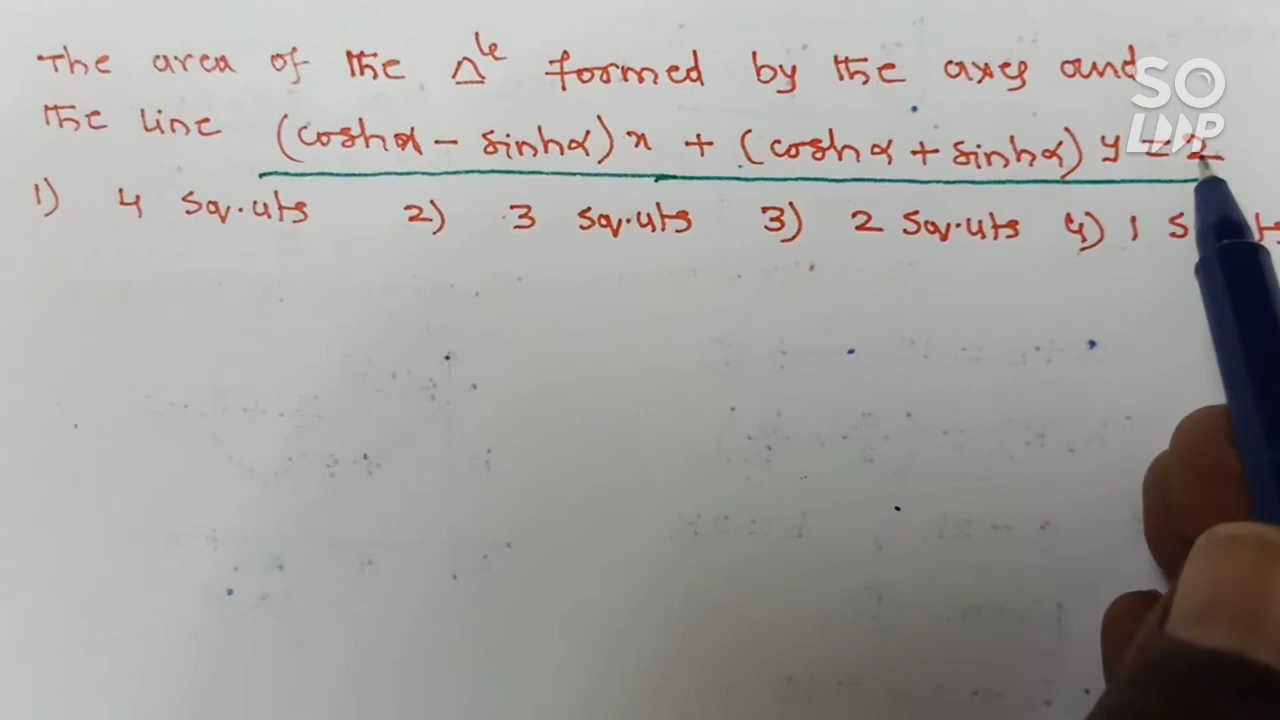 The area of the Δle formed by the axes and
the line (coshα - sinhα) x + (coshα + sinhα) y = 2
1) 4 Sq.uts 2) 3 Sq.uts 3) 2 Sq.uts 4) 1 S
SO
LMP